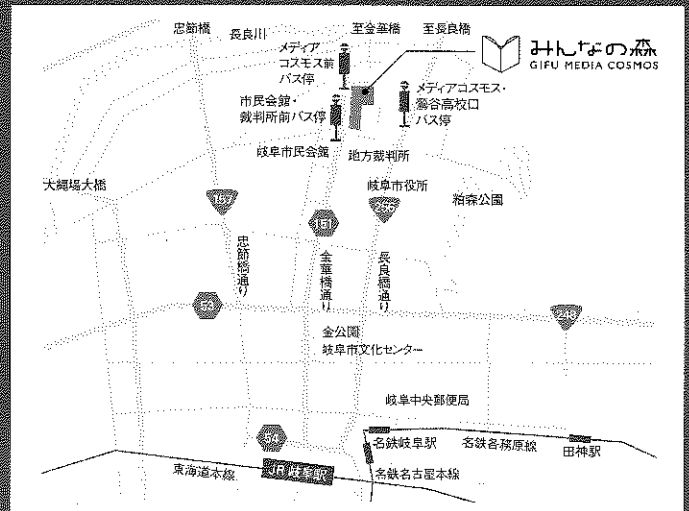 忠節橋
長良川
至金華橋
至長良橋
みんなの森
GIFU MEDIA COSMOS
メディア
コスモス前
バス停
メディアコスモス・
鶯谷高校口
バス停
市民会館・
裁判所前バス停
岐阜市民会館
地方裁判所
大縄場大橋
岐阜市役所
粕森公園
157
151
256
忠節橋通り
金華橋通り
長良橋通り
53
248
金公園
岐阜市文化センター
岐阜中央郵便局
54
名鉄岐阜駅
名鉄各務原線
田神駅
東海道本線
JR岐阜駅
名鉄名古屋本線